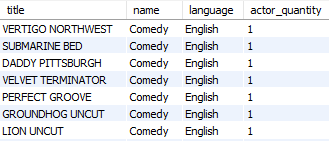 title name language actor_quantity
VERTIGO NORTHWEST Comedy English 1
SUBMARINE BED Comedy English 1
DADDY PITTSBURGH Comedy English 1
VELVET TERMINATOR Comedy English 1
PERFECT GROOVE Comedy English 1
GROUNDHOG UNCUT Comedy English 1
LION UNCUT Comedy English 1